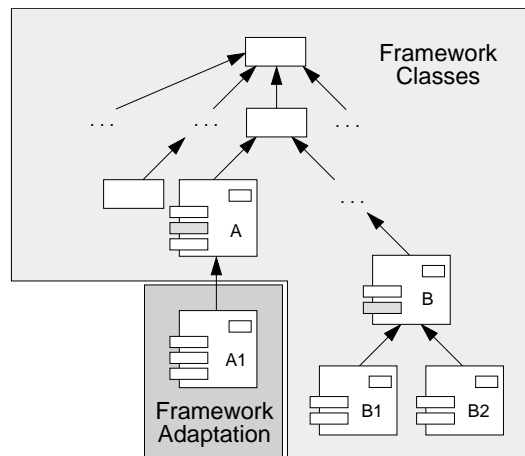 Framework
Classes
. . .
. . .
. . .
. . .
A
B
A1
B1
B2
Framework
Adaptation